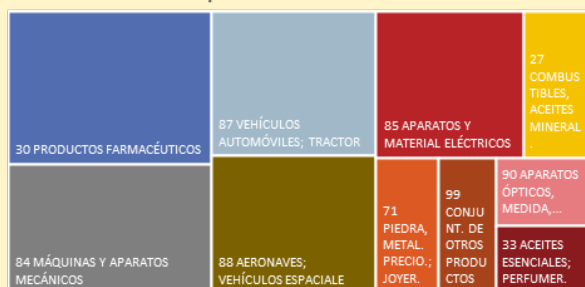 30 PRODUCTOS FARMACÉUTICOS
87 VEHÍCULOS
AUTOMÓVILES; TRACTOR
85 APARATOS Y
MATERIAL ELÉCTRICOS
27
COMBUS
TIBLES,
ACEITES
MINERAL
.
84 MÁQUINAS Y APARATOS
MECÁNICOS
88 AERONAVES;
VEHÍCULOS ESPACIALE
71
PIEDRA,
METAL.
PRECIO.;
JOYER.
99
CONJU
NT. DE
OTROS
PRODU
CTOS
90 APARATOS
ÓPTICOS,
MEDIDA,...
33 ACEITES
ESENCIALES;
PERFUMER.